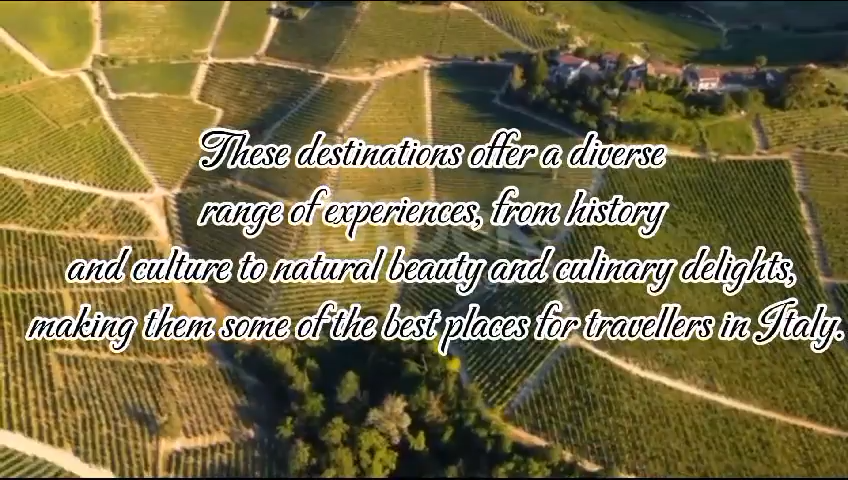 These destinations offer a diverse
range of experiences, from history
and culture to natural beauty and culinary delights,
making them some of the best places for travellers in Italy.